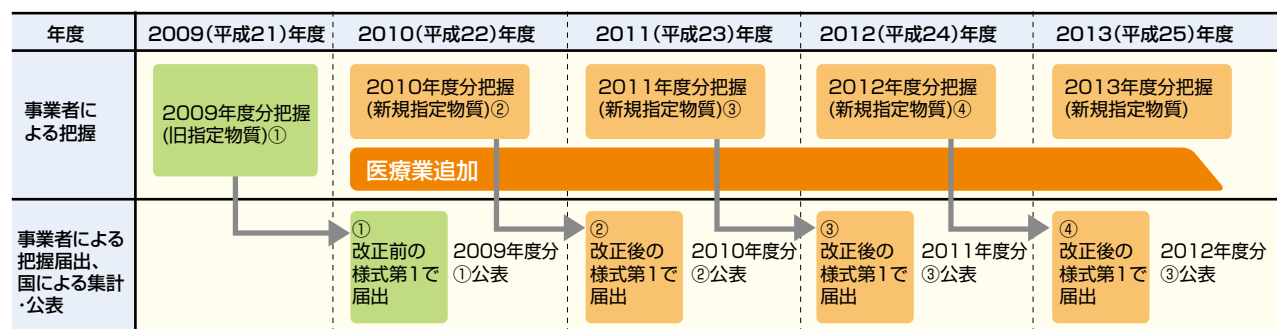 年度
2009(平成21)年度
2010(平成22)年度
2011(平成23)年度
2012(平成24)年度
2013(平成25)年度
事業者に
よる把握
2009年度分把握
(旧指定物質)①
2010年度分把握
(新規指定物質)②
2011年度分把握
(新規指定物質)③
2012年度分把握
(新規指定物質)④
2013年度分把握
(新規指定物質)
医療業追加
事業者による
把握届出、
国による集計
・公表
①
改正前の
様式第1で
届出
2009年度分
①公表
②
改正後の
様式第1で
届出
2010年度分
②公表
③
改正後の
様式第1で
届出
2011年度分
③公表
④
改正後の
様式第1で
届出
2012年度分
③公表